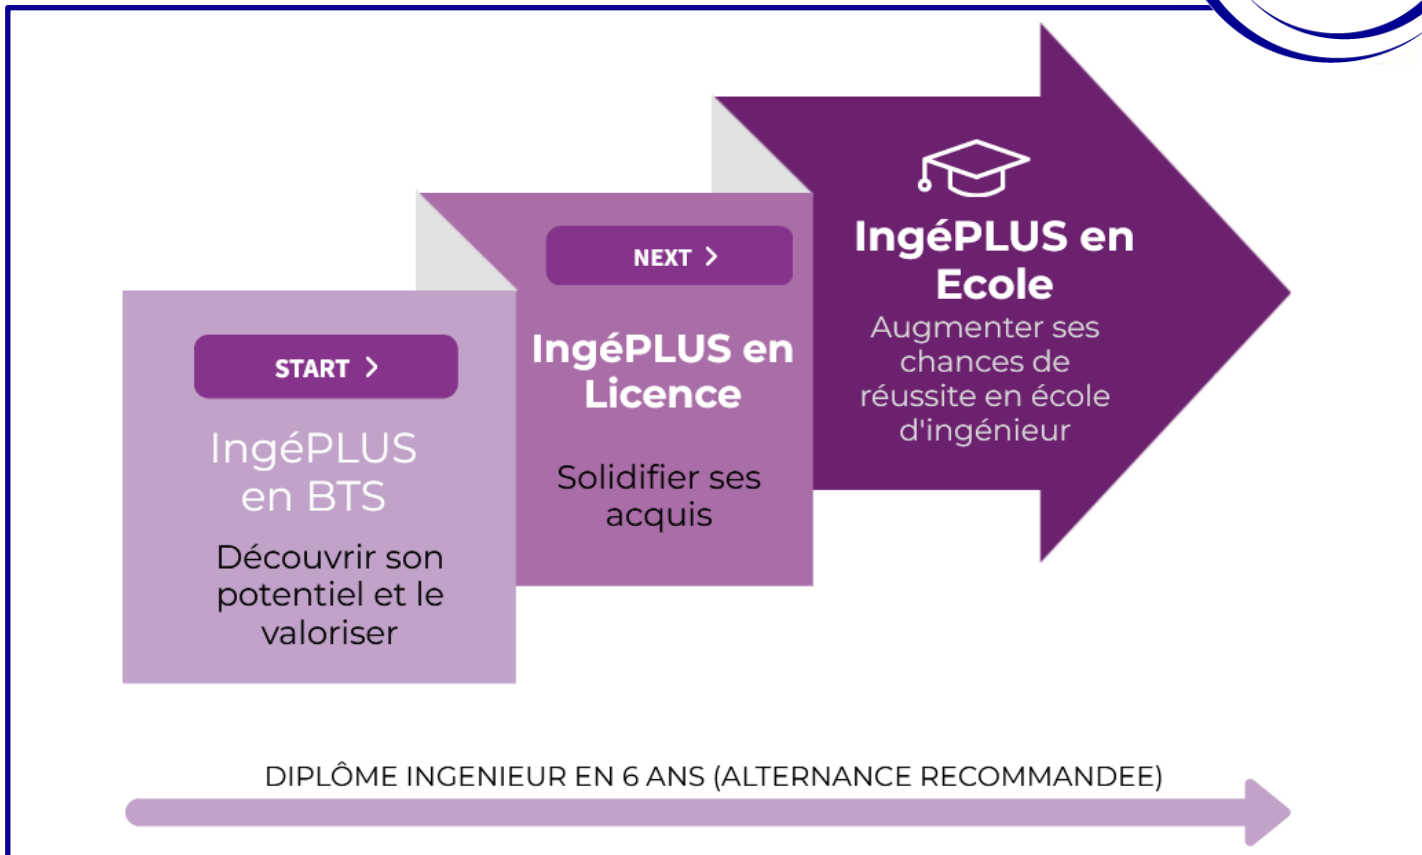 START >
IngéPLUS
en BTS
Découvrir son
potentiel et le
valoriser
NEXT >
IngéPLUS en
Licence
Solidifier ses
acquis
IngéPLUS en
Ecole
Augmenter ses
chances de
réussite en école
d'ingénieur
DIPLÔME INGENIEUR EN 6 ANS (ALTERNANCE RECOMMANDEE)